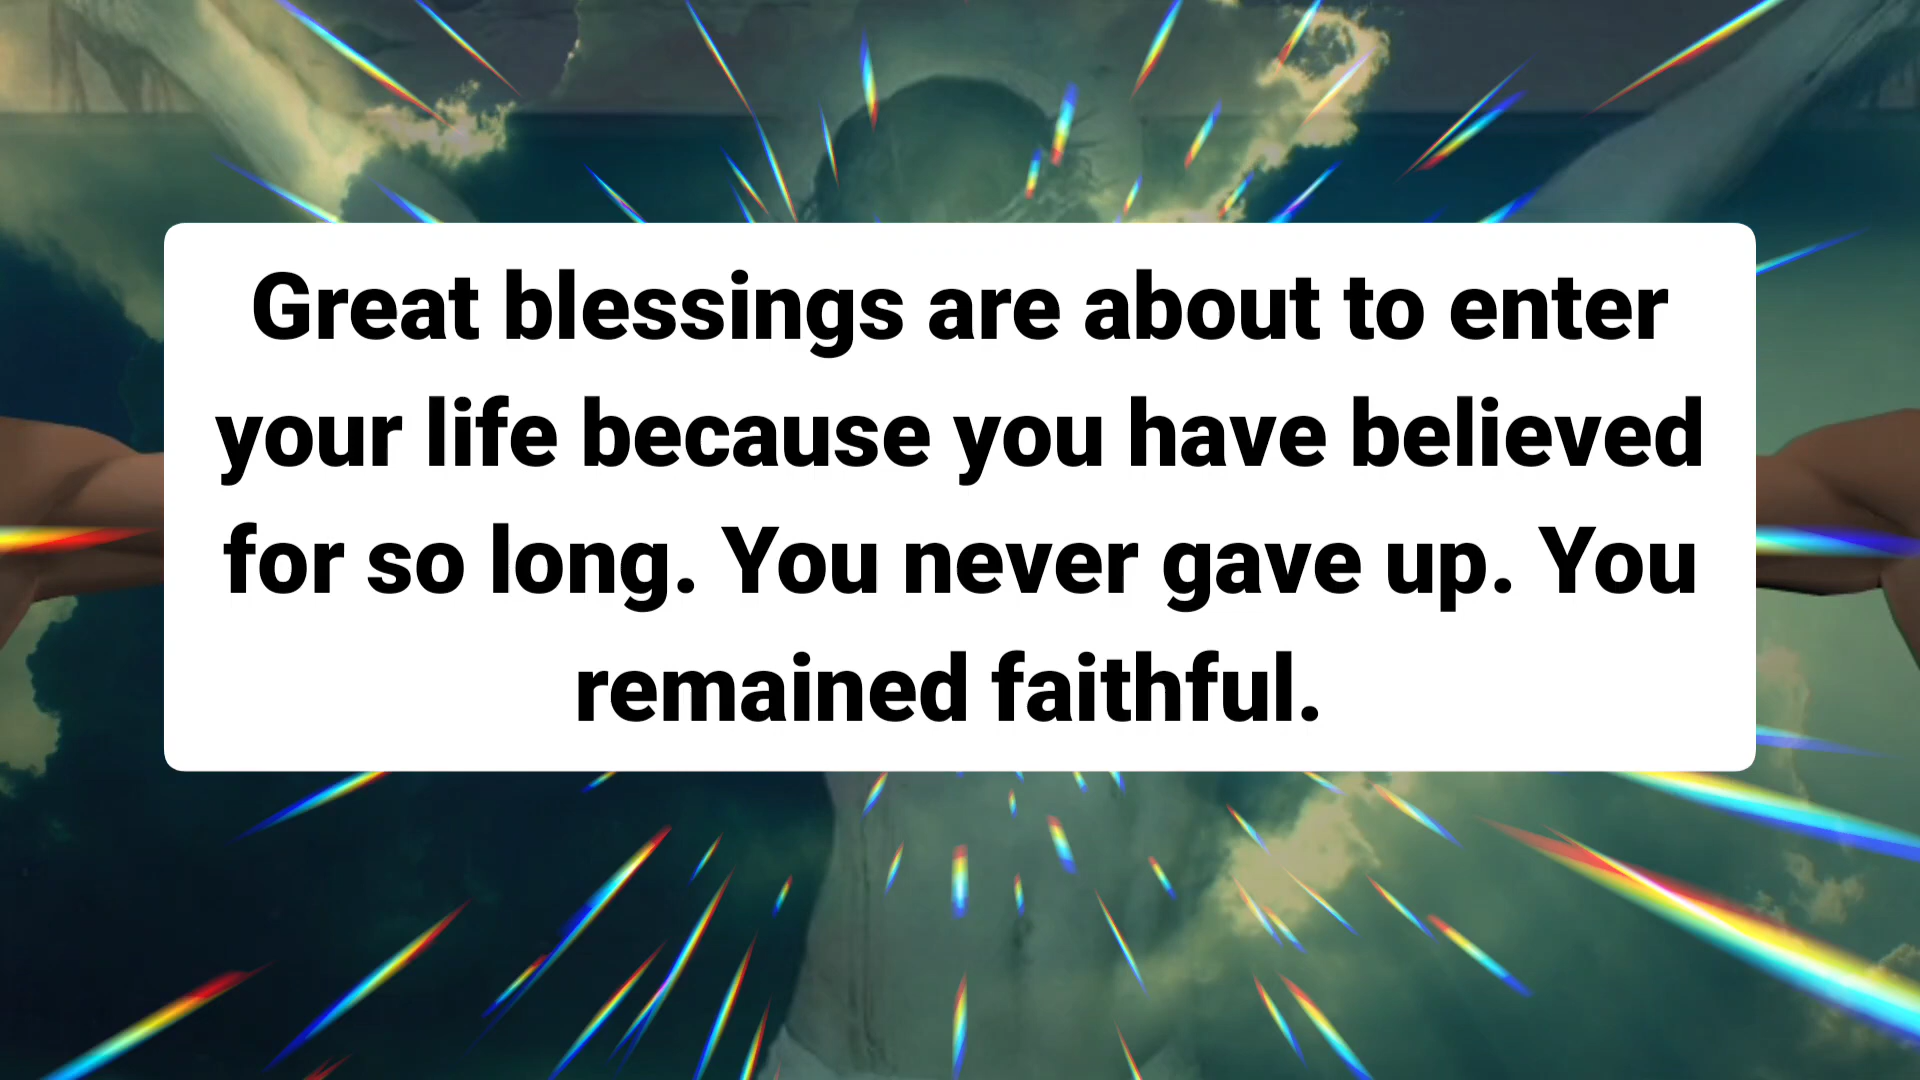 Great blessings are about to enter
your life because you have believed
for so long. You never gave up. You
remained faithful.